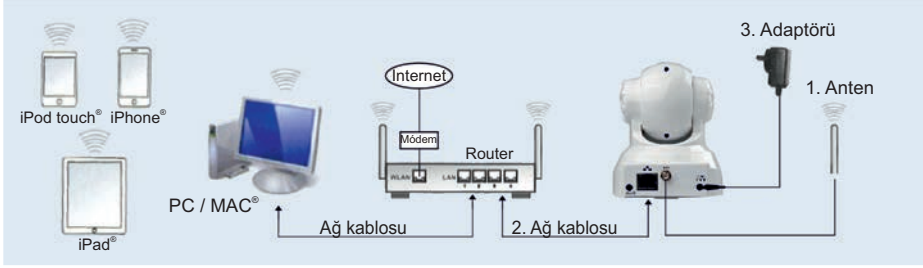 3. Adaptörü
Internet
1. Anten
iPod touch® iPhone®
Módem
Router
WLAN
LAN
PC / MAC®
Ağ kablosu
2. Ağ kablosu
iPad®